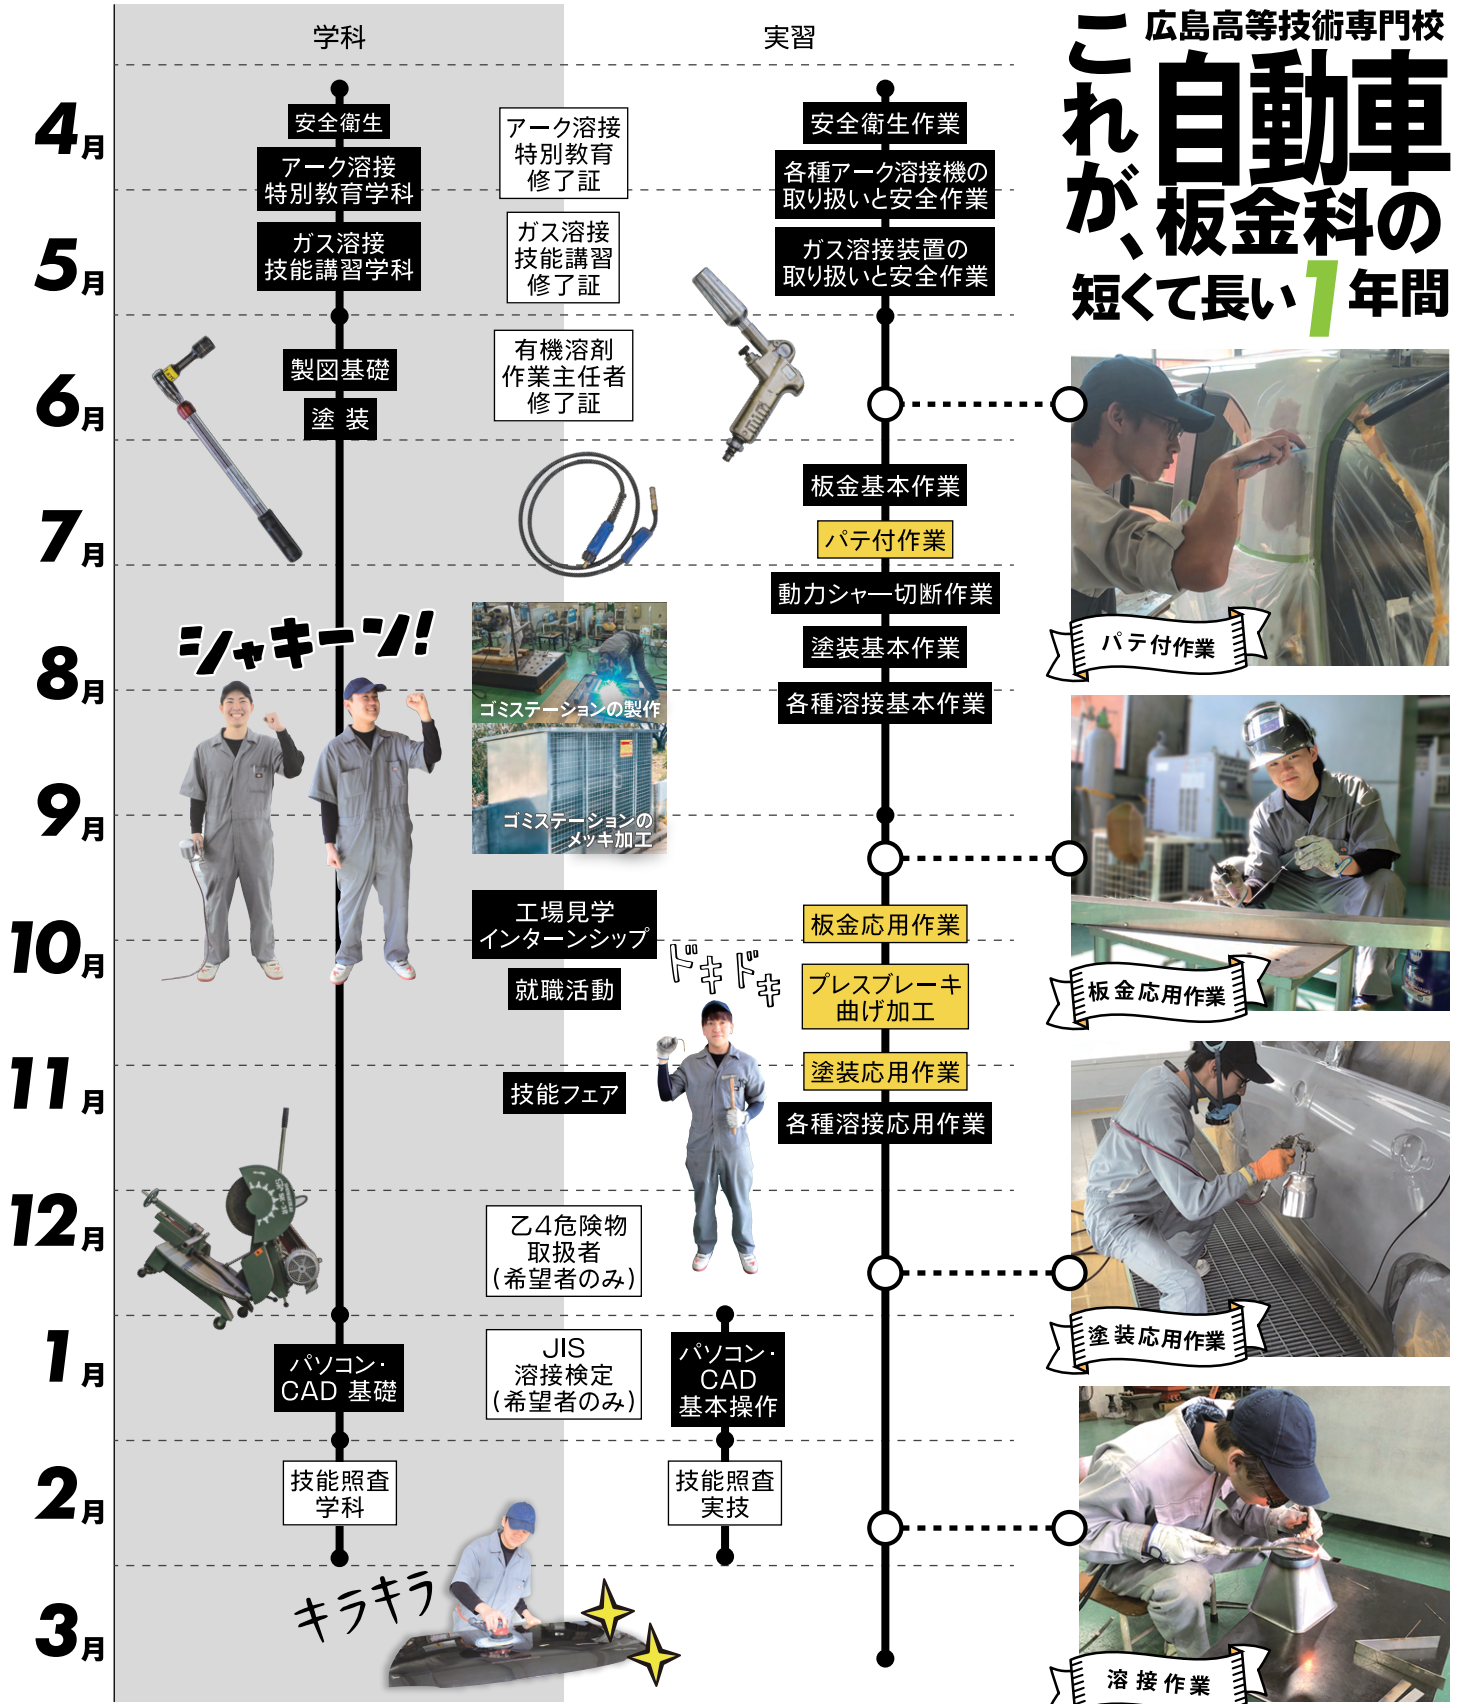 広島高等技術専門校
これが、
自動車
板金科の
短くて長い1年間
学科
実習
4月
安全衛生
アーク溶接
特別教育学科
アーク溶接
特別教育
修了証
安全衛生作業
各種アーク溶接機の
取り扱いと安全作業
5月
ガス溶接
技能講習学科
ガス溶接
技能講習
修了証
ガス溶接装置の
取り扱いと安全作業
6月
製図基礎
塗装
有機溶剤
作業主任者
修了証
7月
板金基本作業
パテ付作業
動力シャー切断作業
パテ付作業
8月
シャキーン!
ゴミステーションの製作
塗装基本作業
各種溶接基本作業
9月
ゴミステーションの
メッキ加工
10月
工場見学
インターンシップ
就職活動
ドキドキ
板金応用作業
プレスブレーキ
曲げ加工
板金応用作業
11月
技能フェア
塗装応用作業
各種溶接応用作業
12月
乙4危険物
取扱者
(希望者のみ)
塗装応用作業
1月
パソコン・
CAD 基礎
JIS
溶接検定
(希望者のみ)
パソコン・
CAD
基本操作
2月
技能照査
学科
技能照査
実技
3月
キラキラ
溶接作業